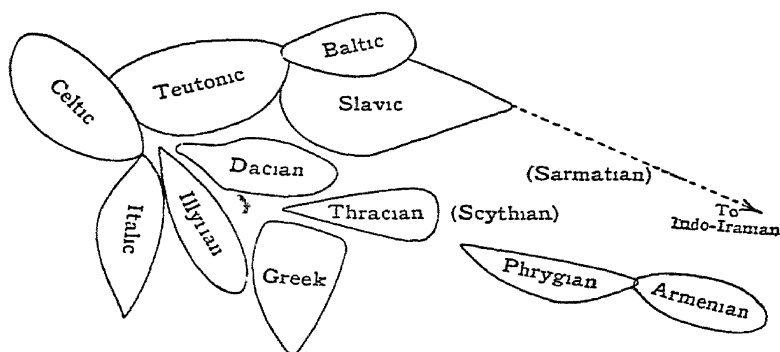 Baltic
Celtic
Teutonic
Slavic
Dacian
(Sarmatian)
Italic
Illyrian
Thracian
(Scythian)
To
Indo-Iranian
Greek
Phrygian
Armenian